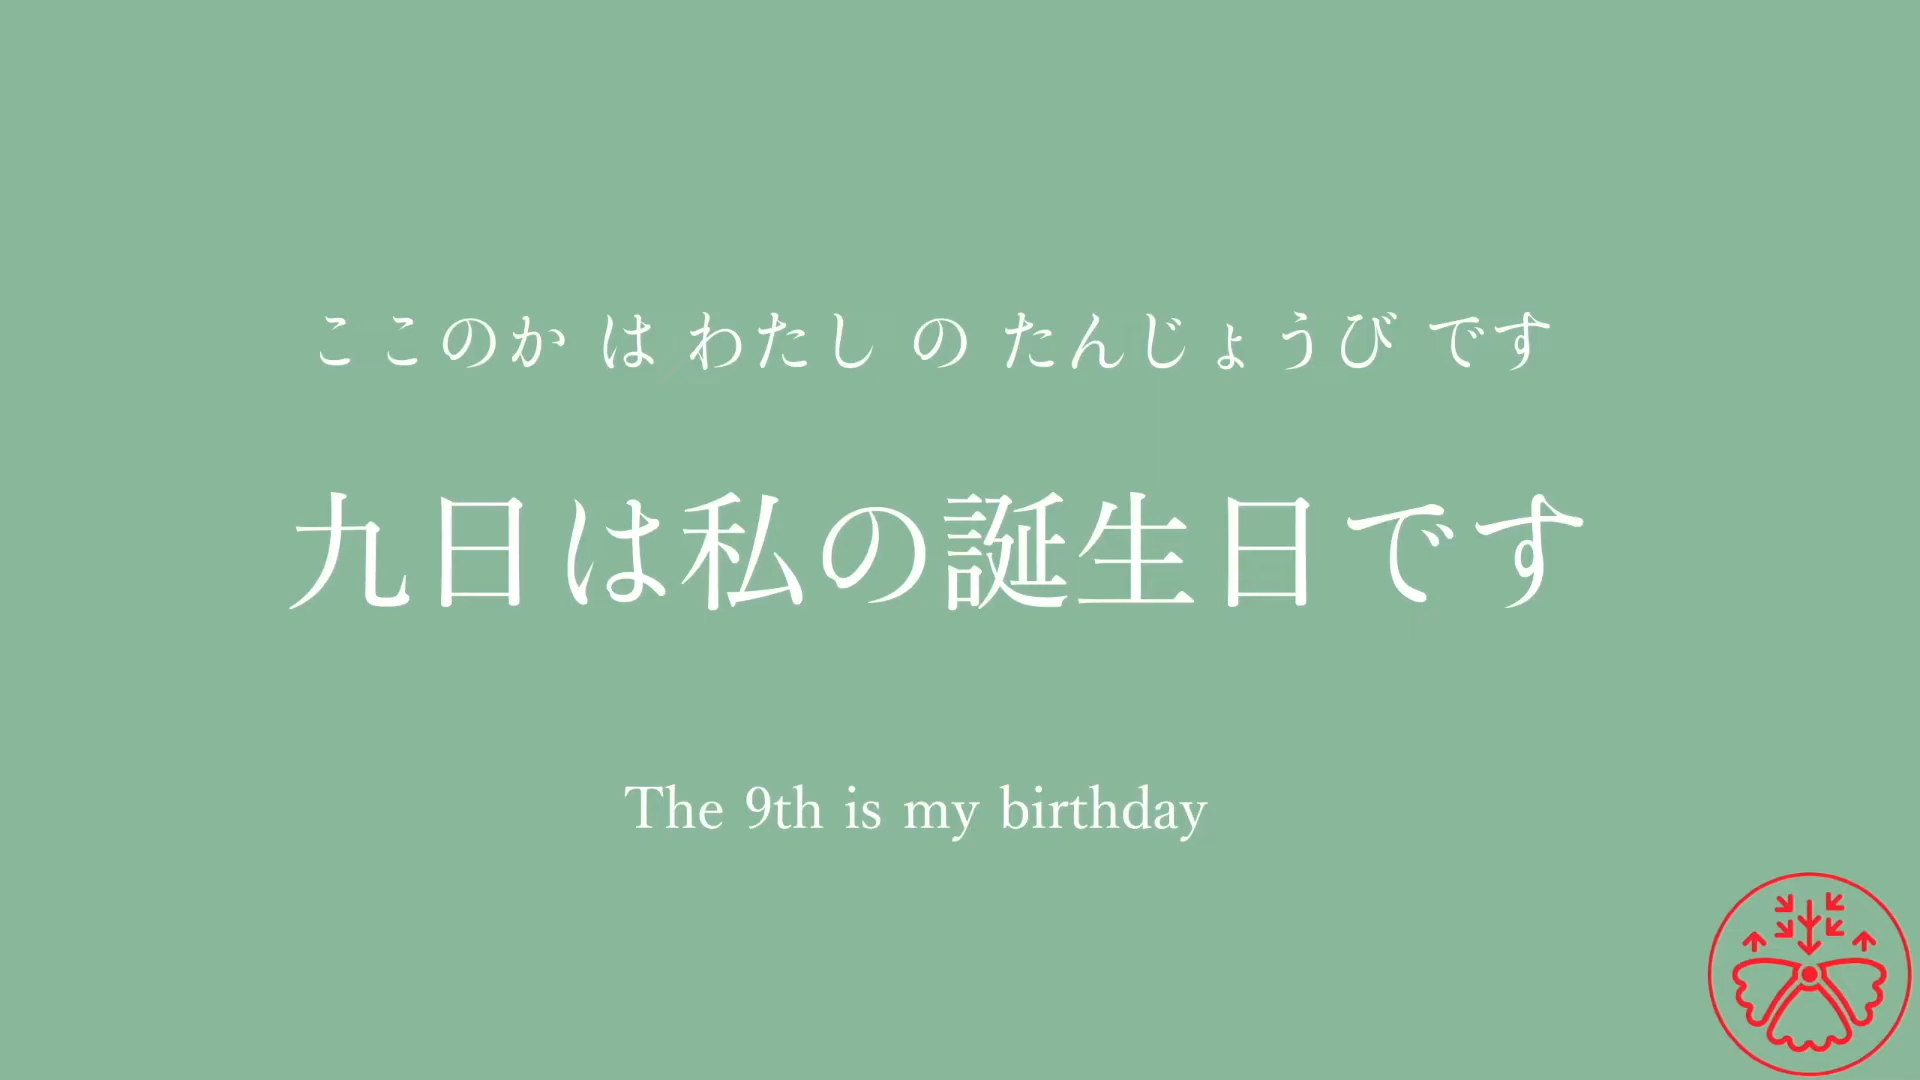 ここのか は わたし の たんじょうび です
九日は私の誕生日です
The 9th is my birthday